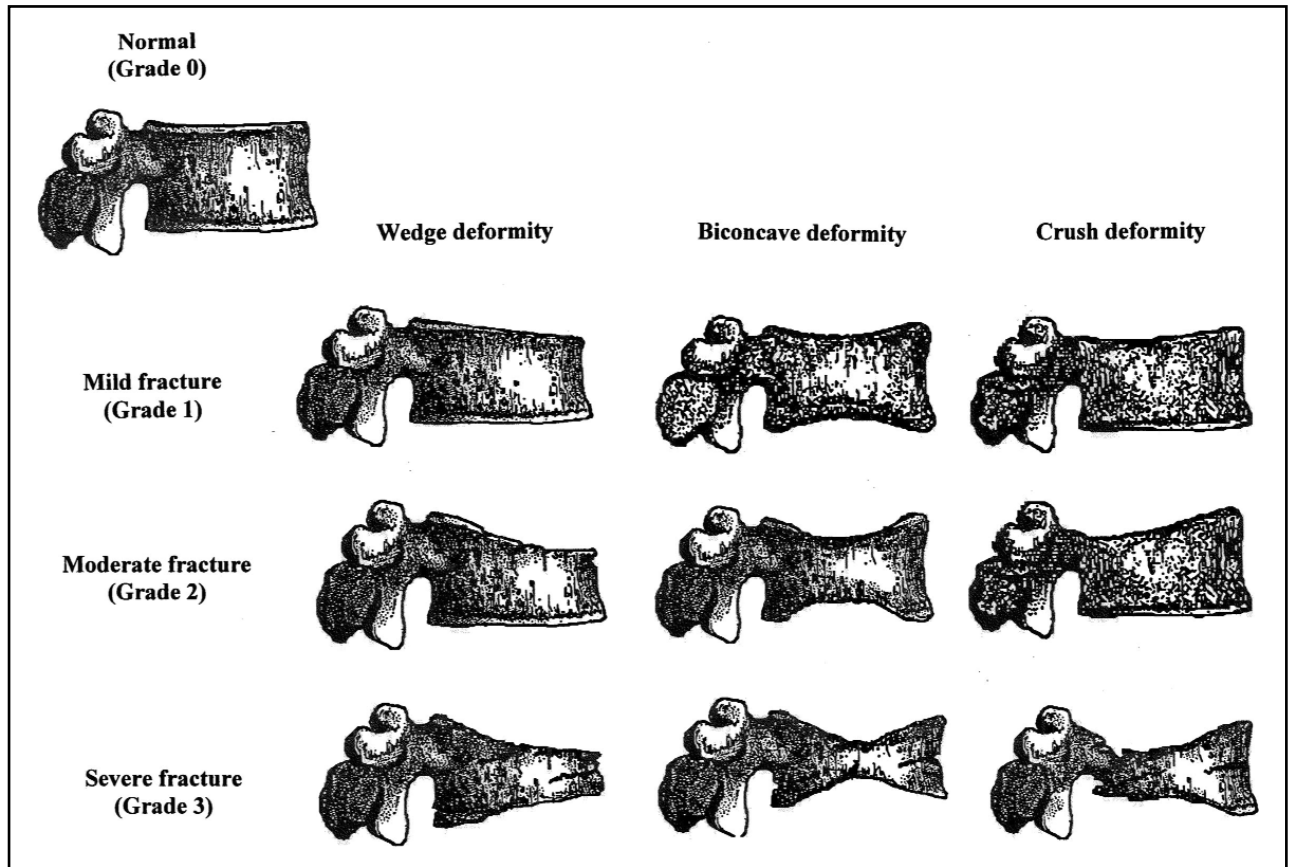 Normal
(Grade 0)
Wedge deformity
Biconcave deformity
Crush deformity
Mild fracture
(Grade 1)
Moderate fracture
(Grade 2)
Severe fracture
(Grade 3)